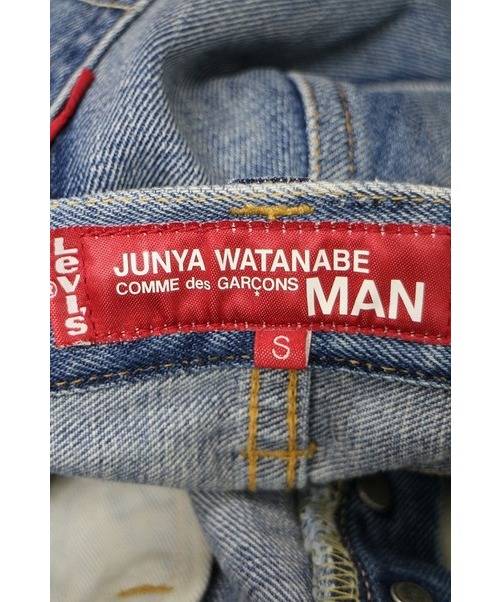 Levi's
®
JUNYA WATANABE
COMME des GARÇONS MAN
S